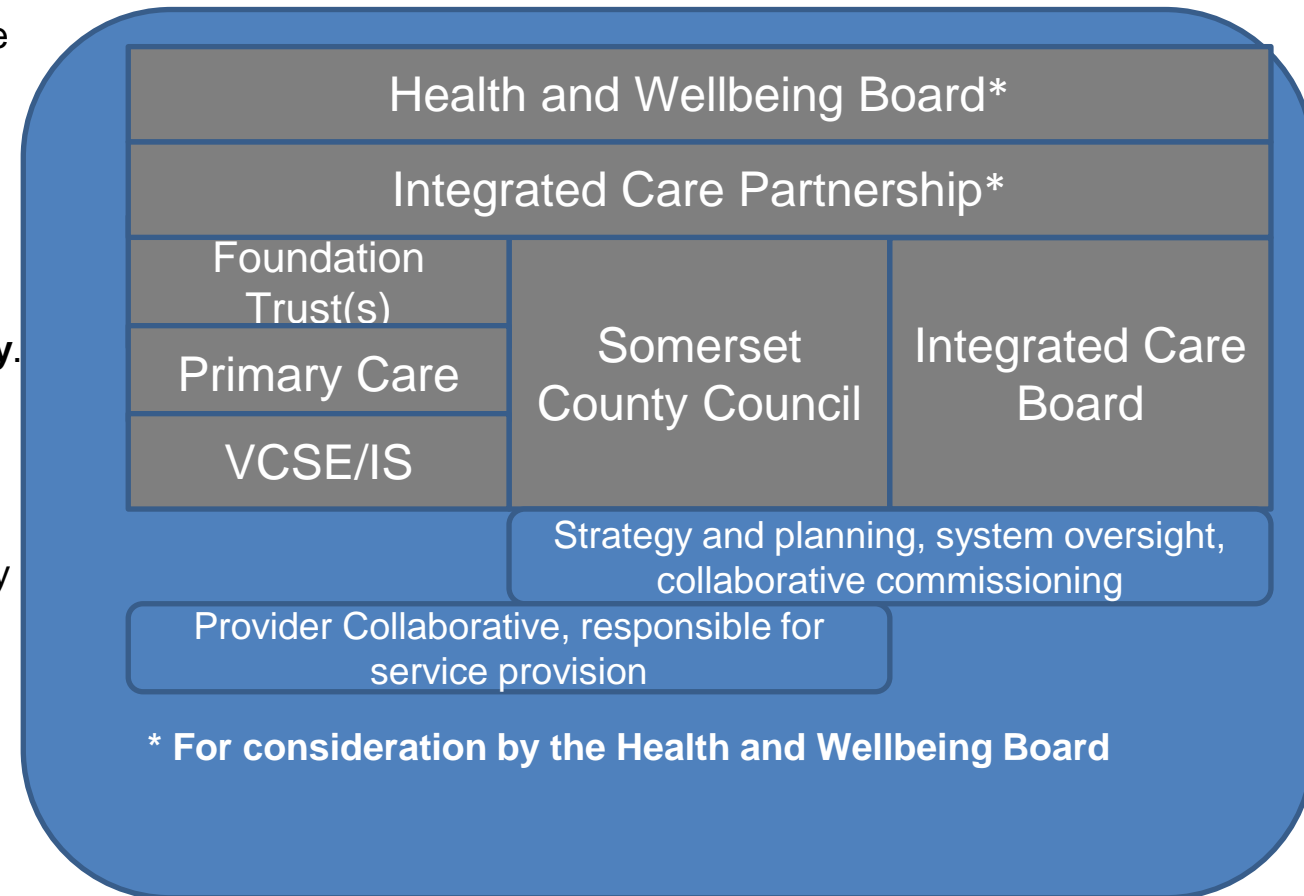 e
y.
y
Health and Wellbeing Board*
Integrated Care Partnership*
Foundation
Trust(s)
Primary Care
VCSE/IS
Somerset
County Council
Integrated Care
Board
Strategy and planning, system oversight,
collaborative commissioning
Provider Collaborative, responsible for
service provision
* For consideration by the Health and Wellbeing Board